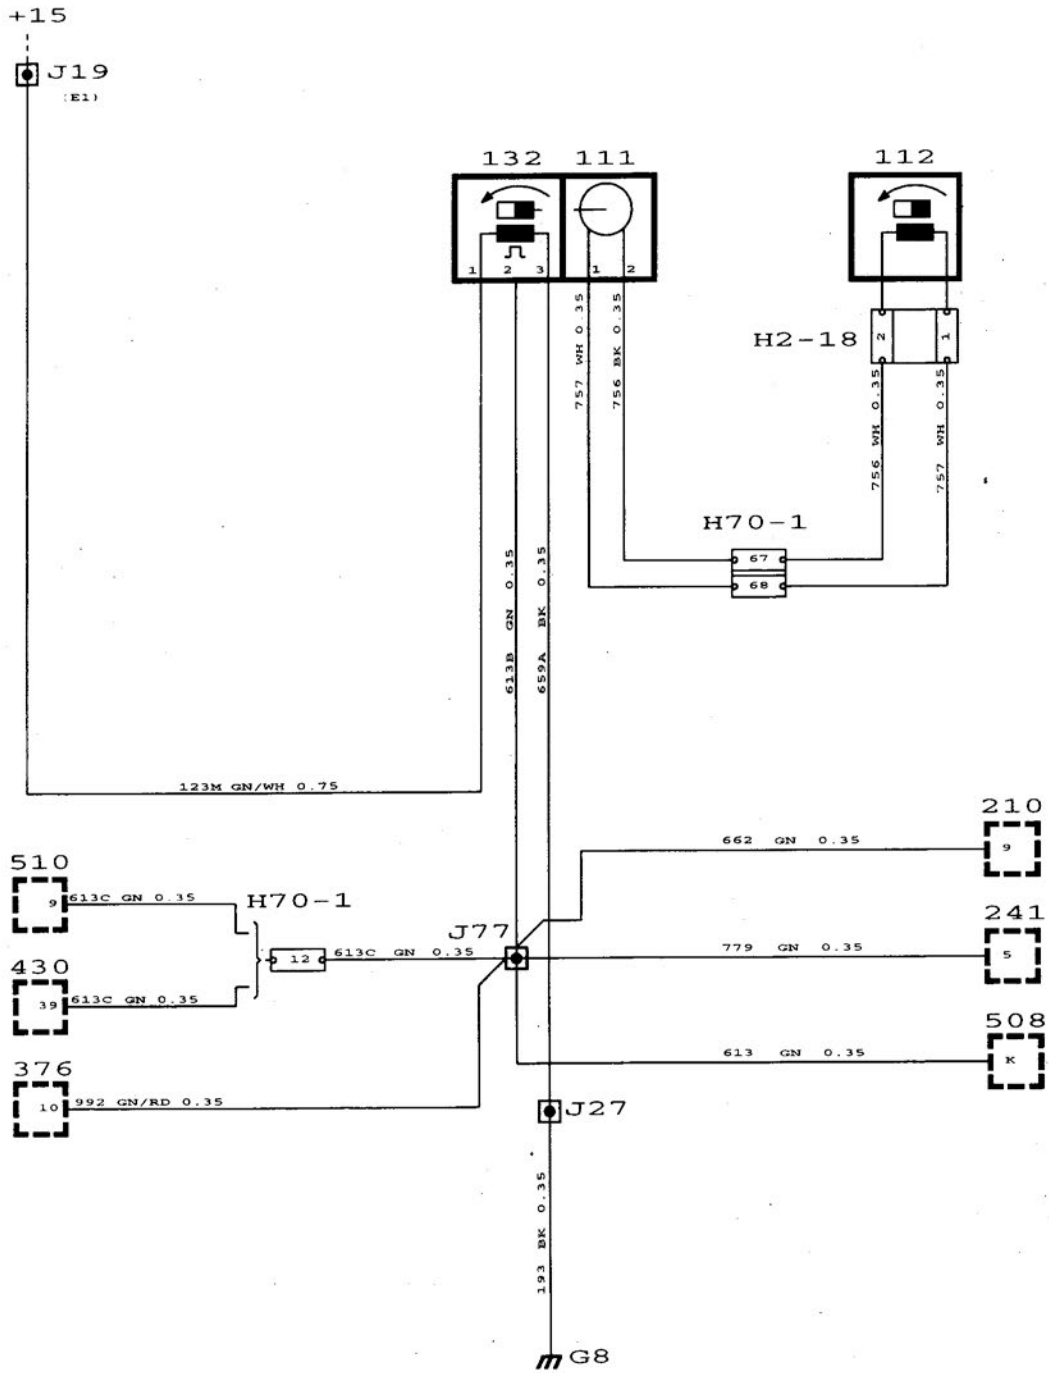 +15
J19
(E1)
132 111 112
1 2 3 1 2
H2-18 2 1
757 WH 0.35
756 BK 0.35
756 WH 0.35
757 WH 0.35
H70-1
67
68
613B GN 0.35
659A BK 0.35
123M GN/WH 0.75
210
662 GN 0.35
9
510
9 613C GN 0.35
H70-1
241
J77
12 613C GN 0.35
779 GN 0.35
5
430
39 613C GN 0.35
508
613 GN 0.35
K
376
10 992 GN/RD 0.35
J27
193 BK 0.35
G8